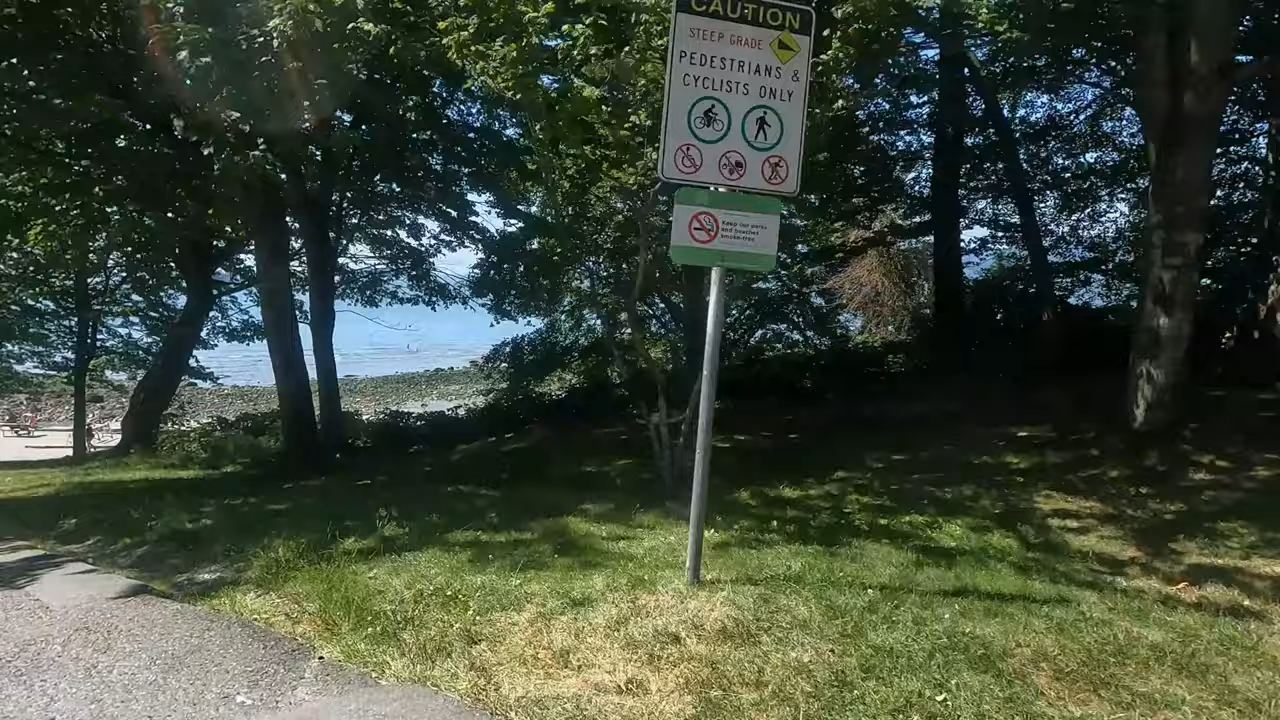 CAUTION
STEEP GRADE
PEDESTRIANS &
CYCLISTS ONLY
Keep our parks
and beaches
smoke-free